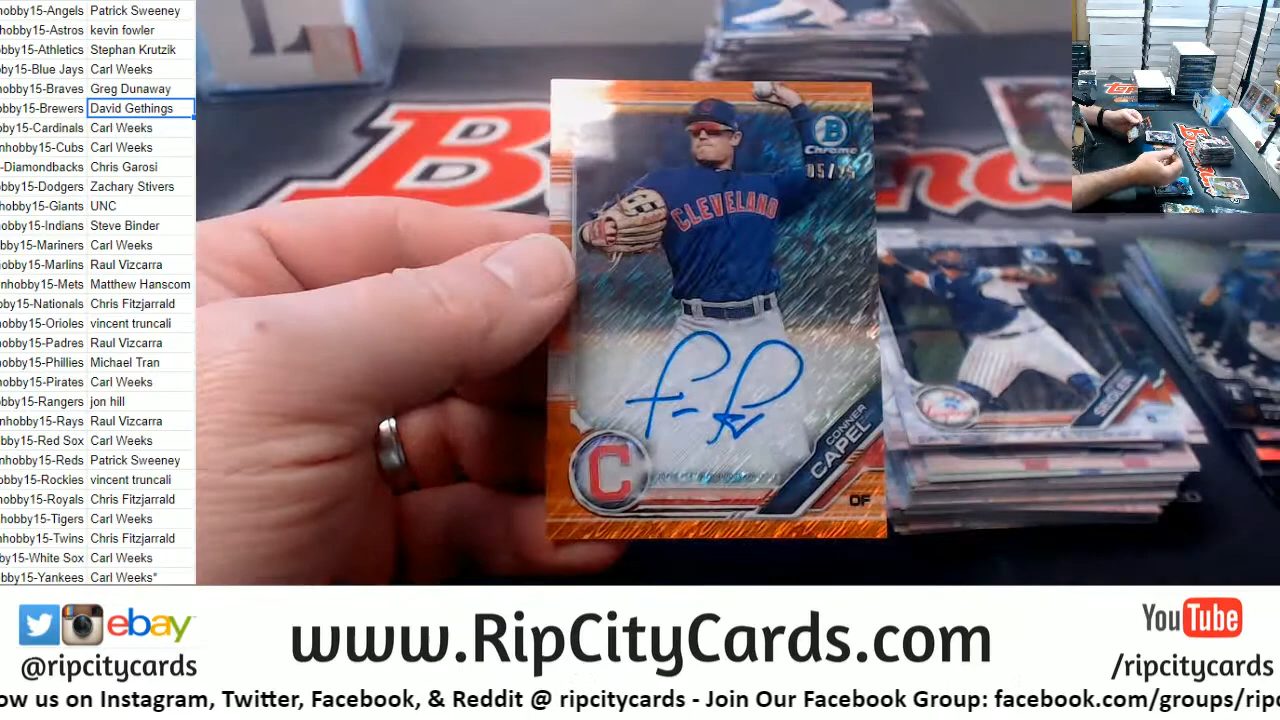 hobby15-Angels Patrick Sweeney
hobby15-Astros kevin fowler
hobby15-Athletics Stephan Krutzik
bby15-Blue Jays Carl Weeks
hobby15-Braves Greg Dunaway
obby15-Brewers David Gethings
bby15-Cardinals Carl Weeks
nhobby15-Cubs Carl Weeks
-Diamondbacks Chris Garosi
obby15-Dodgers Zachary Stivers
hobby15-Giants UNC
hobby15-Indians Steve Binder
bby15-Mariners Carl Weeks
hobby15-Marlins Raul Vizcarra
nhobby15-Mets Matthew Hanscom
by15-Nationals Chris Fitzjarrald
obby15-Orioles vincent truncali
obby15-Padres Raul Vizcarra
obby15-Phillies Michael Tran
obby15-Pirates Carl Weeks
bby15-Rangers jon hill
nhobby15-Rays Raul Vizcarra
bby15-Red Sox Carl Weeks
nhobby15-Reds Patrick Sweeney
bby15-Rockies vincent truncali
obby15-Royals Chris Fitzjarrald
hobby15-Tigers Carl Weeks
nhobby15-Twins Chris Fitzjarrald
by15-White Sox Carl Weeks
bby15-Yankees Carl Weeks*
B
Chrome
CLEVELAND
C
CONNER
CAPEL
OF
ebay
@ripcitycards
www.RipCityCards.com
YouTube
/ripcitycards
ow us on Instagram, Twitter, Facebook, & Reddit @ ripcitycards - Join Our Facebook Group: facebook.com/groups/ripc